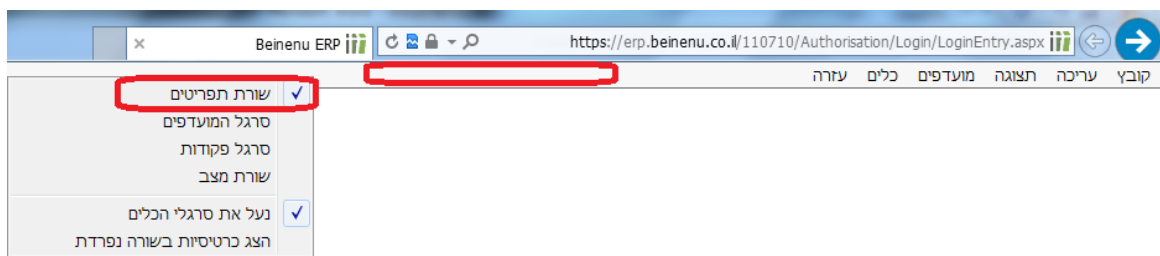 https://erp.beinenu.co.il/110710/Authorisation/Login/LoginEntry.aspx
Beinenu ERP
קובץ עריכה תצוגה מועדפים כלים עזרה
שורת תפריטים
סרגל המועדפים
סרגל פקודות
שורת מצב
נעל את סרגלי הכלים
הצג כרטיסיות בשורה נפרדת